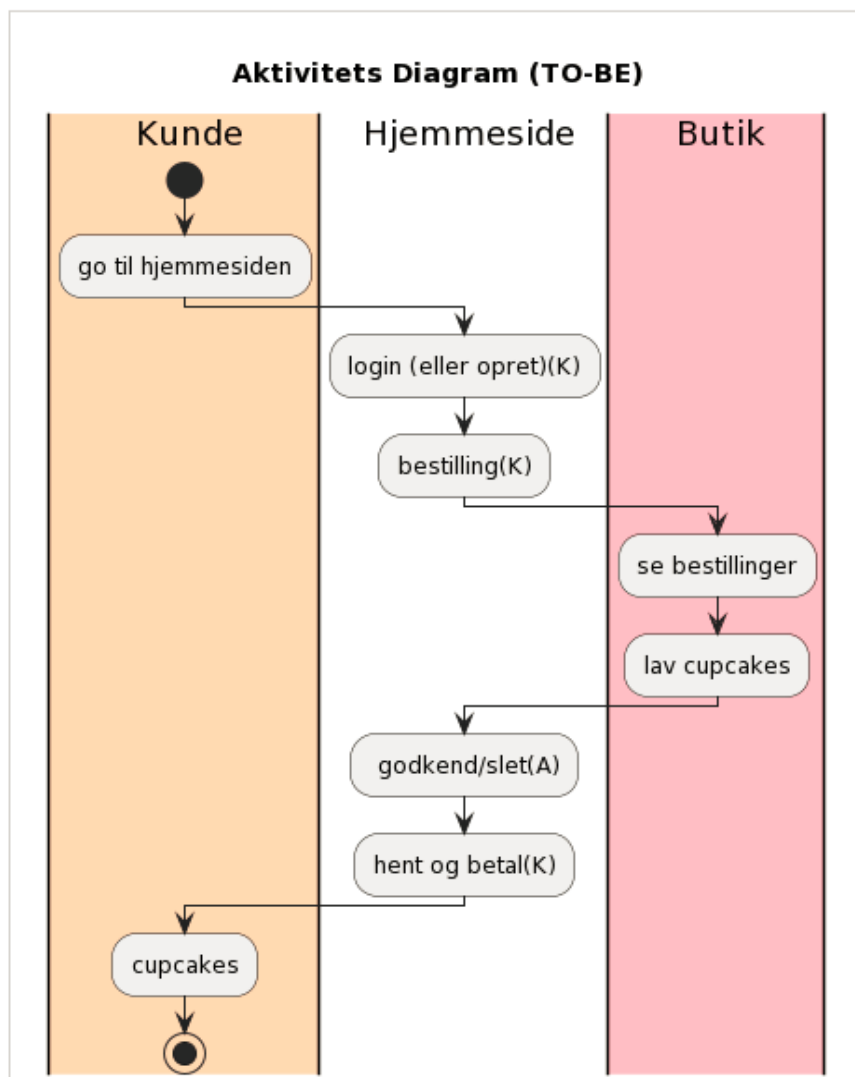 Aktivitets Diagram (TO-BE)
Kunde Hjemmeside Butik
go til hjemmesiden
login (eller opret)(K)
bestilling(K)
se bestillinger
lav cupcakes
godkend/slet(A)
hent og betal(K)
cupcakes